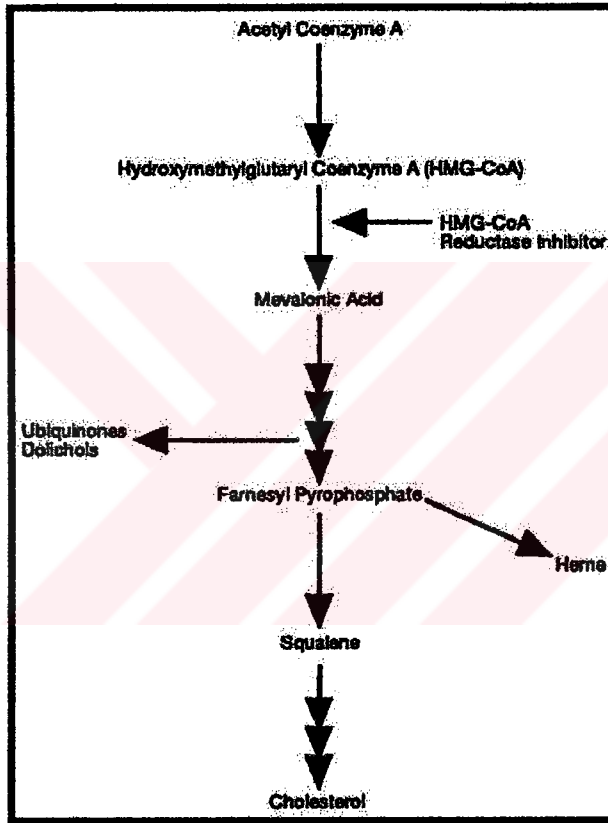 Acetyl Coenzyme A
Hydroxymethylglutaryl Coenzyme A (HMG-CoA)
HMG-CoA
Reductase Inhibitor
Mevalonic Acid
Ubiquinones
Dolichols
Farnesyl Pyrophosphate
Heme
Squalene
Cholesterol